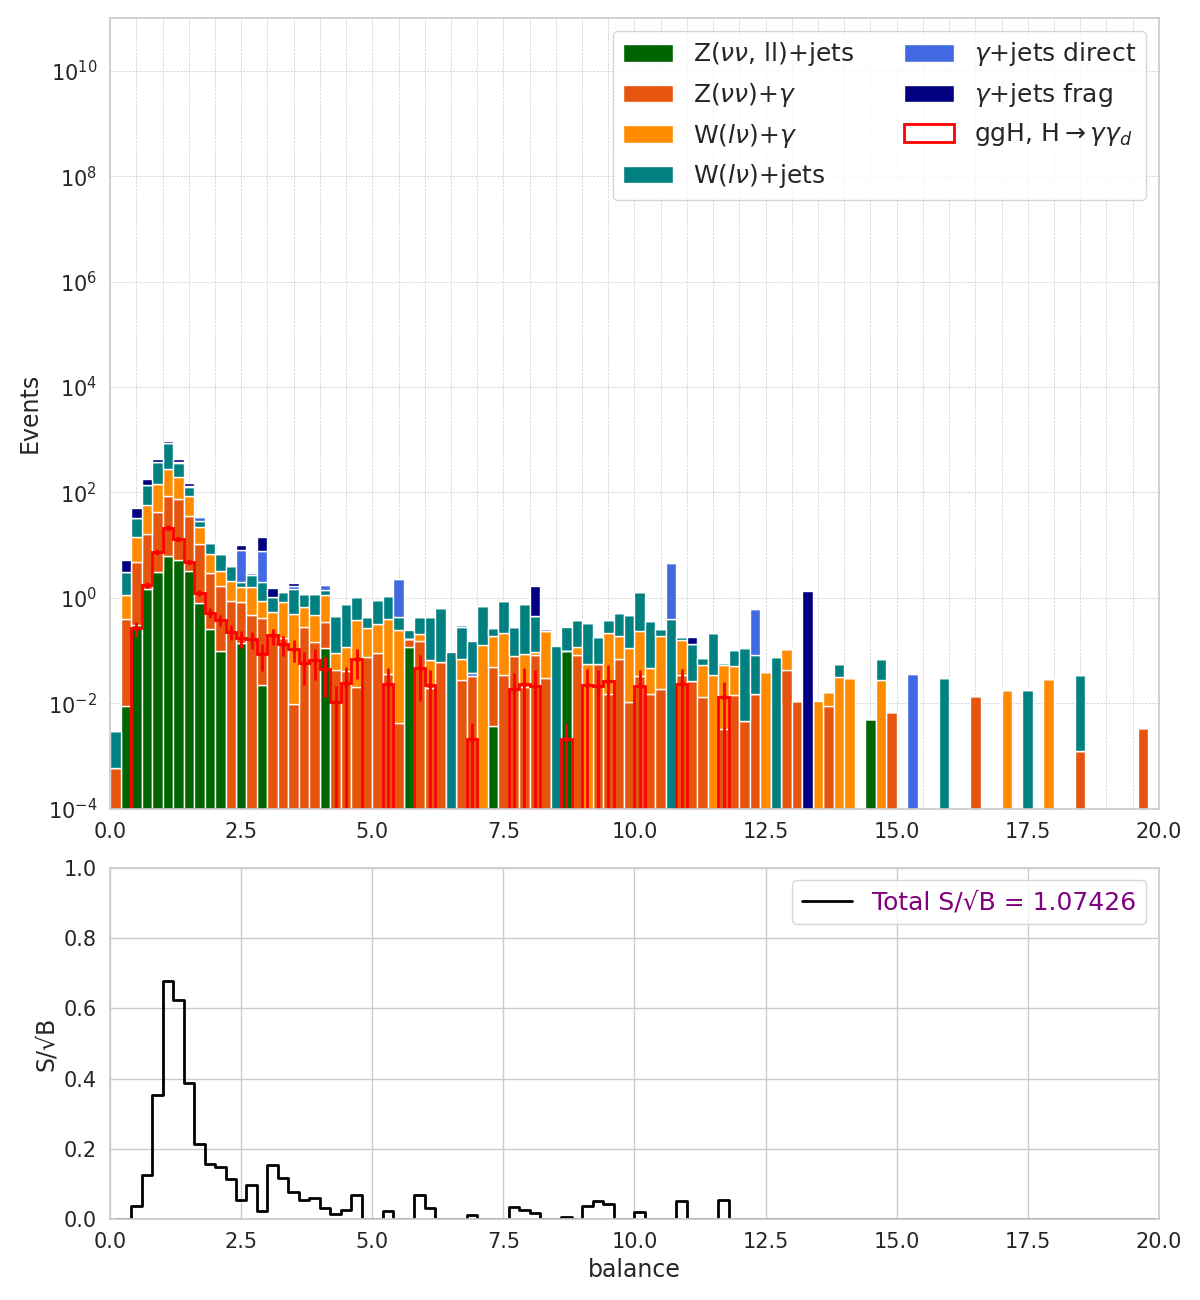 Z(νν, ll)+jets
Z(νν)+γ
W(lν)+γ
W(lν)+jets
γ+jets direct
γ+jets frag
ggH, H→γγ_d
Events
10^10
10^8
10^6
10^4
10^2
10^0
10^−2
10^−4
0.0 2.5 5.0 7.5 10.0 12.5 15.0 17.5 20.0
Total S/√B = 1.07426
S/√B
1.0
0.8
0.6
0.4
0.2
0.0
0.0 2.5 5.0 7.5 10.0 12.5 15.0 17.5 20.0
balance